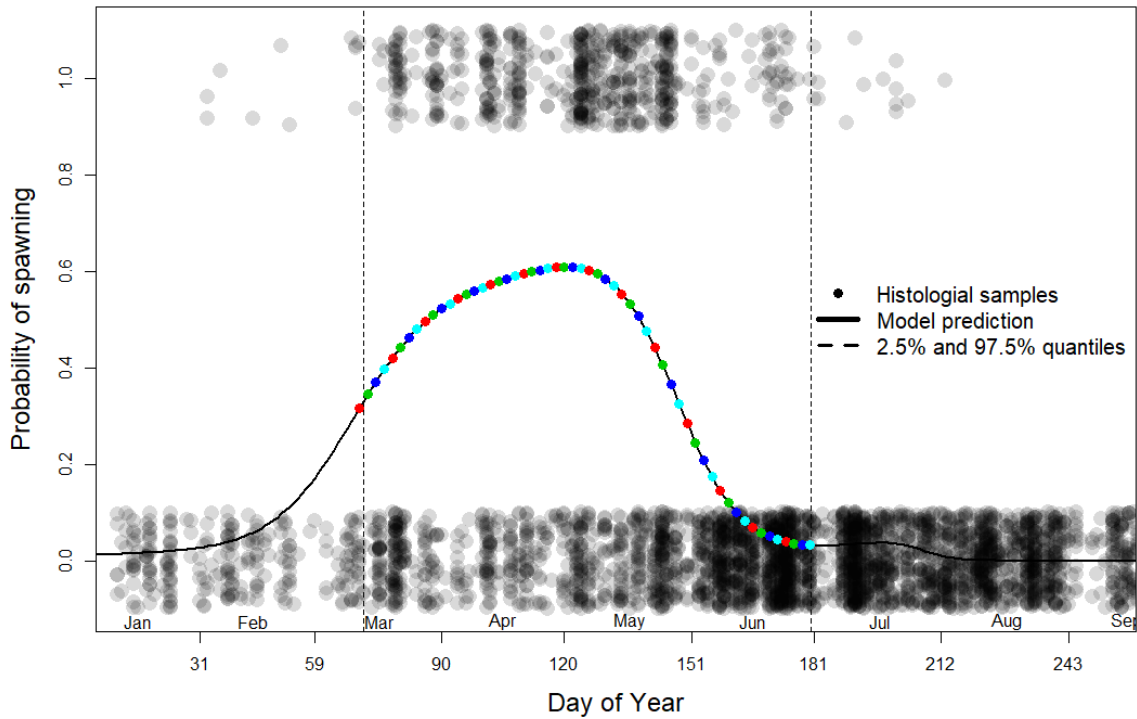 Probability of spawning
1.0
0.8
0.6
0.4
0.2
0.0
Histologial samples
Model prediction
2.5% and 97.5% quantiles
Jan Feb Mar Apr May Jun Jul Aug Sep
31 59 90 120 151 181 212 243
Day of Year